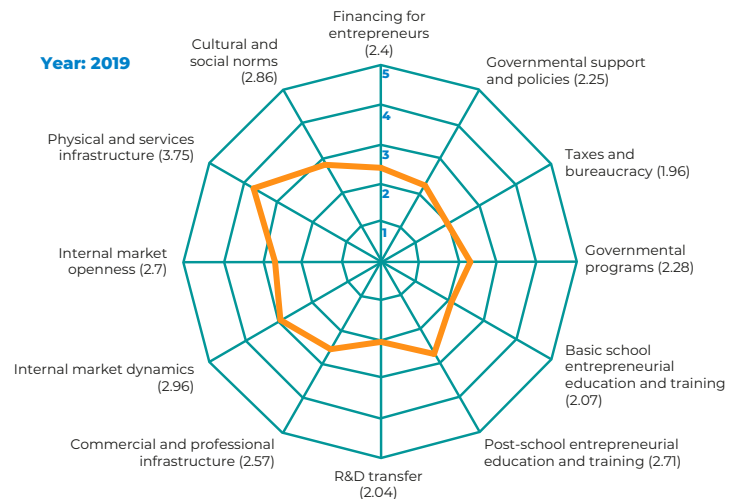 Year: 2019
Financing for
entrepreneurs
(2.4)
Governmental support
and policies (2.25)
Taxes and
bureaucracy (1.96)
Governmental
programs (2.28)
Basic school
entrepreneurial
education and training
(2.07)
Post-school entrepreneurial
education and training (2.71)
R&D transfer
(2.04)
Commercial and professional
infrastructure (2.57)
Internal market dynamics
(2.96)
Internal market
openness (2.7)
Physical and services
infrastructure (3.75)
Cultural and
social norms
(2.86)
5
4
3
2
1